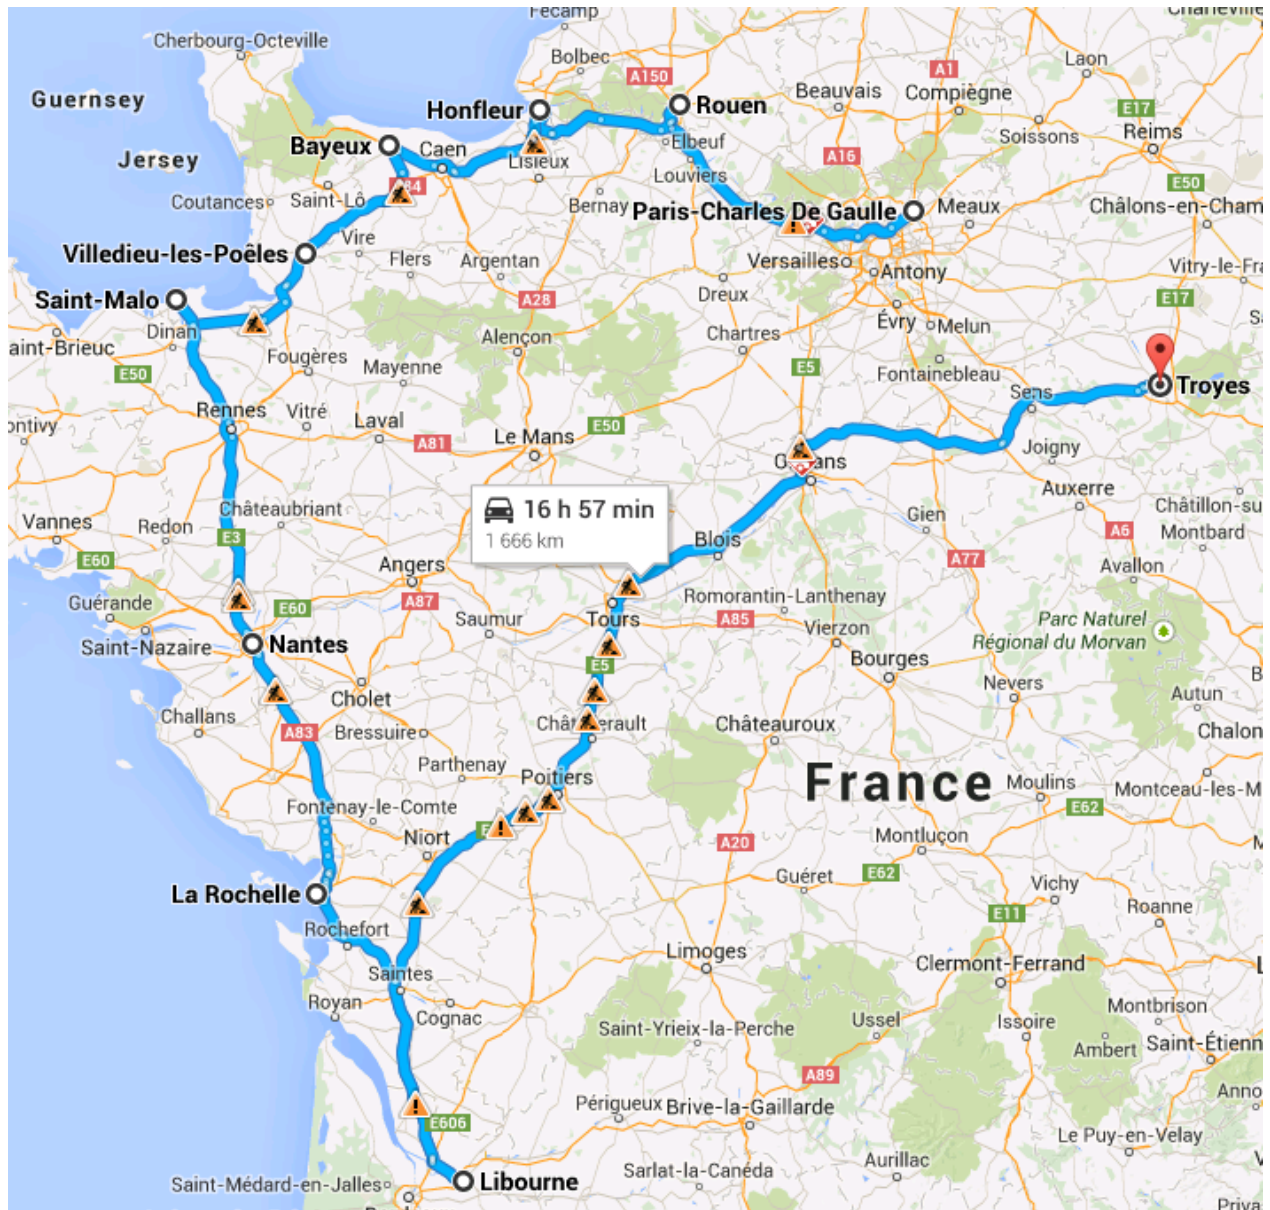 Fécamp
Cherbourg-Octeville
Bolbec
A150
A1
Laon
Guernsey
Honfleur
Rouen
Beauvais
Compiègne
E17
Bayeux
Caen
Lisieux
Elbeuf
Soissons
Reims
Jersey
A16
Louviers
E50
Coutances
Saint-Lô
A84
Bernay
Paris-Charles De Gaulle
Meaux
Châlons-en-Cham
Villedieu-les-Poêles
Vire
Flers
Argentan
Versailles
Antony
Vitry-le-Fra
Saint-Malo
A28
Dreux
E17
Dinan
Évry
Melun
aint-Brieuc
Alençon
Chartres
E50
Fougères
Mayenne
E5
Fontainebleau
Sens
Troyes
Rennes
Vitré
Laval
E50
ontivy
A81
Le Mans
Joigny
16 h 57 min
1 666 km
Auxerre
Châteaubriant
Châtillon-su
Vannes
Redon
E3
Blois
Gien
A6
Montbard
E60
Angers
A77
Avallon
Guérande
E60
A87
Saumur
Tours
Romorantin-Lanthenay
A85
Vierzon
Parc Naturel
Régional du Morvan
Saint-Nazaire
Nantes
E5
Bourges
Cholet
Nevers
Autun
Challans
A83
Bressuire
Châteauroux
Chalon
Parthenay
Poitiers
France
Moulins
E62
Montceau-les-M
Fontenay-le-Comte
Niort
A20
Montluçon
Guéret
E62
Vichy
La Rochelle
E11
Roanne
Rochefort
Limoges
Clermont-Ferrand
Saintes
Royan
Cognac
Saint-Yrieix-la-Perche
Ussel
Issoire
Montbrison
Ambert
Saint-Étienn
A89
Anno
E606
Périgueux
Brive-la-Gaillarde
Le Puy-en-Velay
Saint-Médard-en-Jalles
Libourne
Sarlat-la-Canéda
Aurillac
Priva